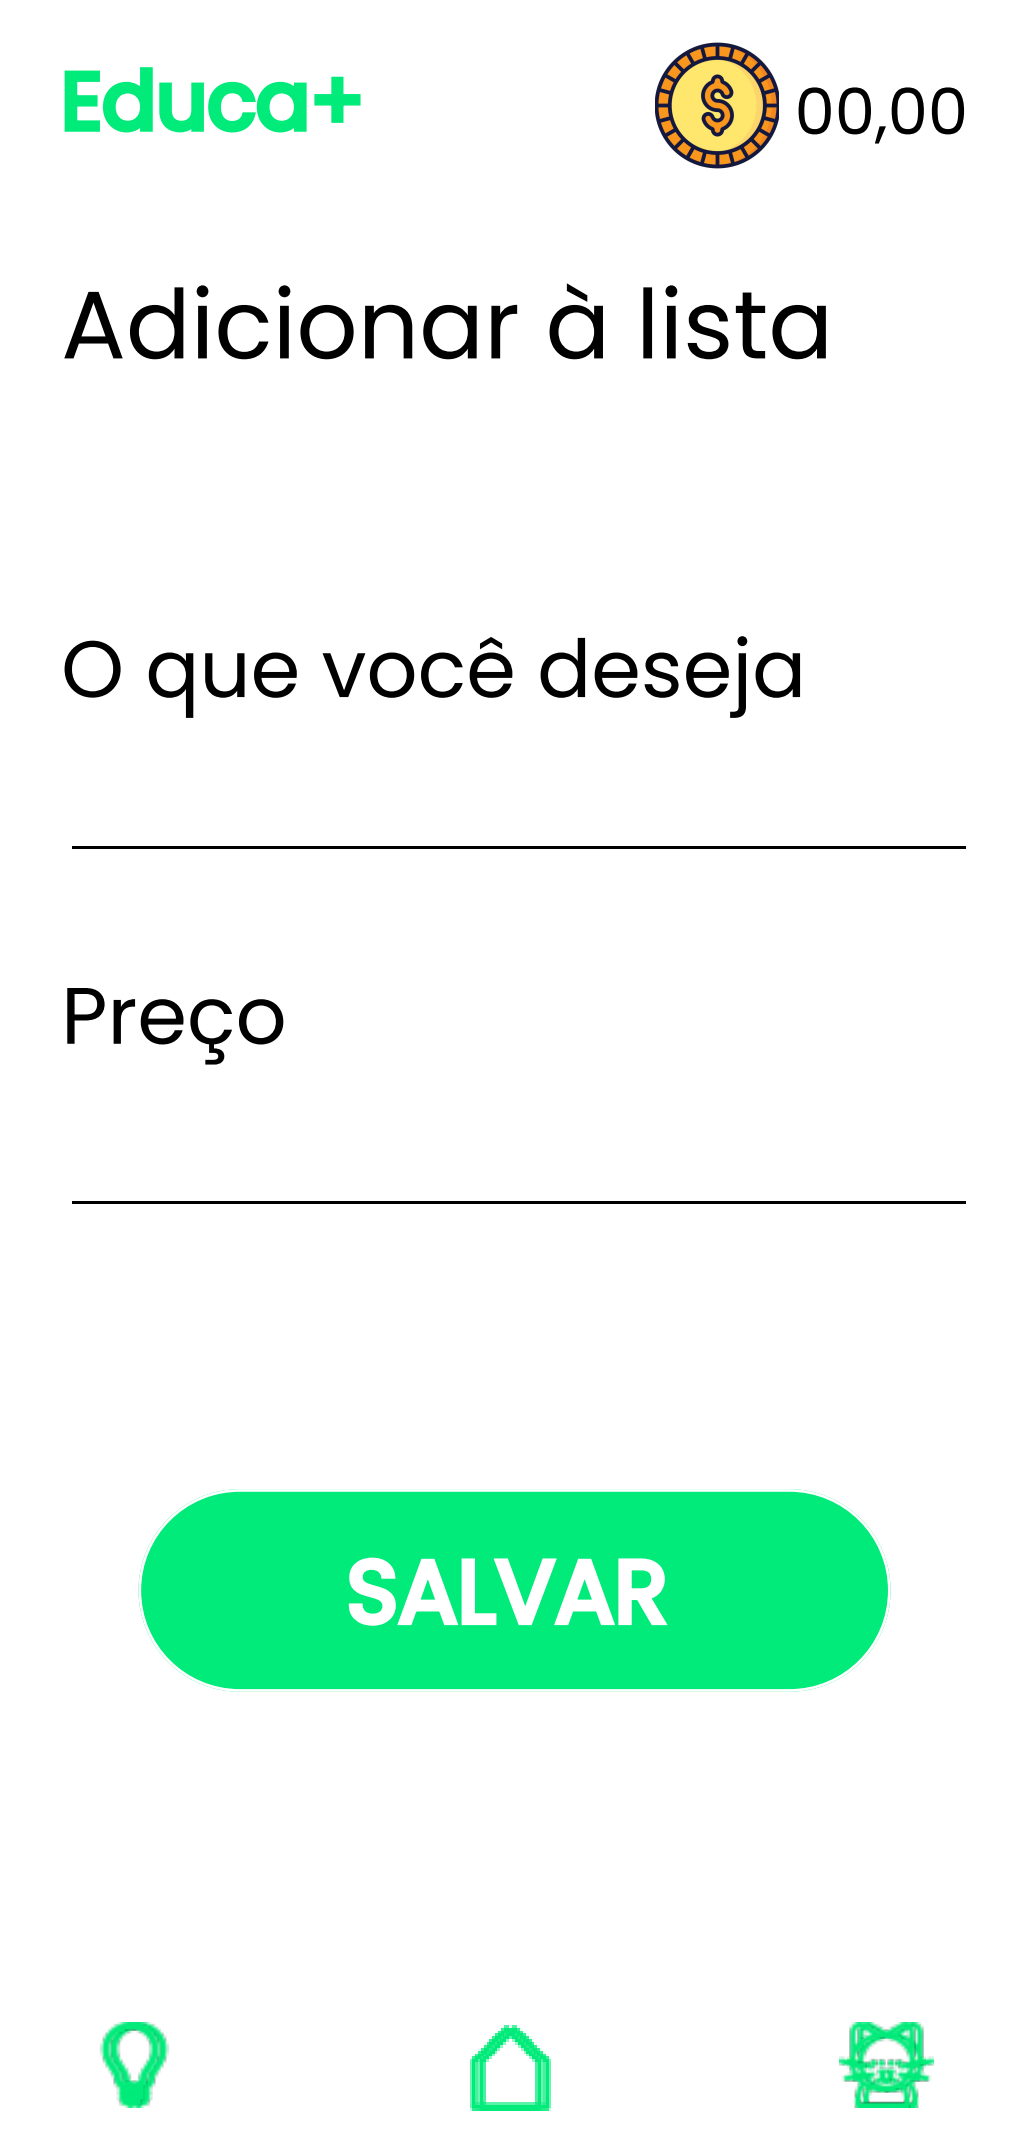 Educa+
00,00
Adicionar à lista
O que você deseja
Preço
SALVAR